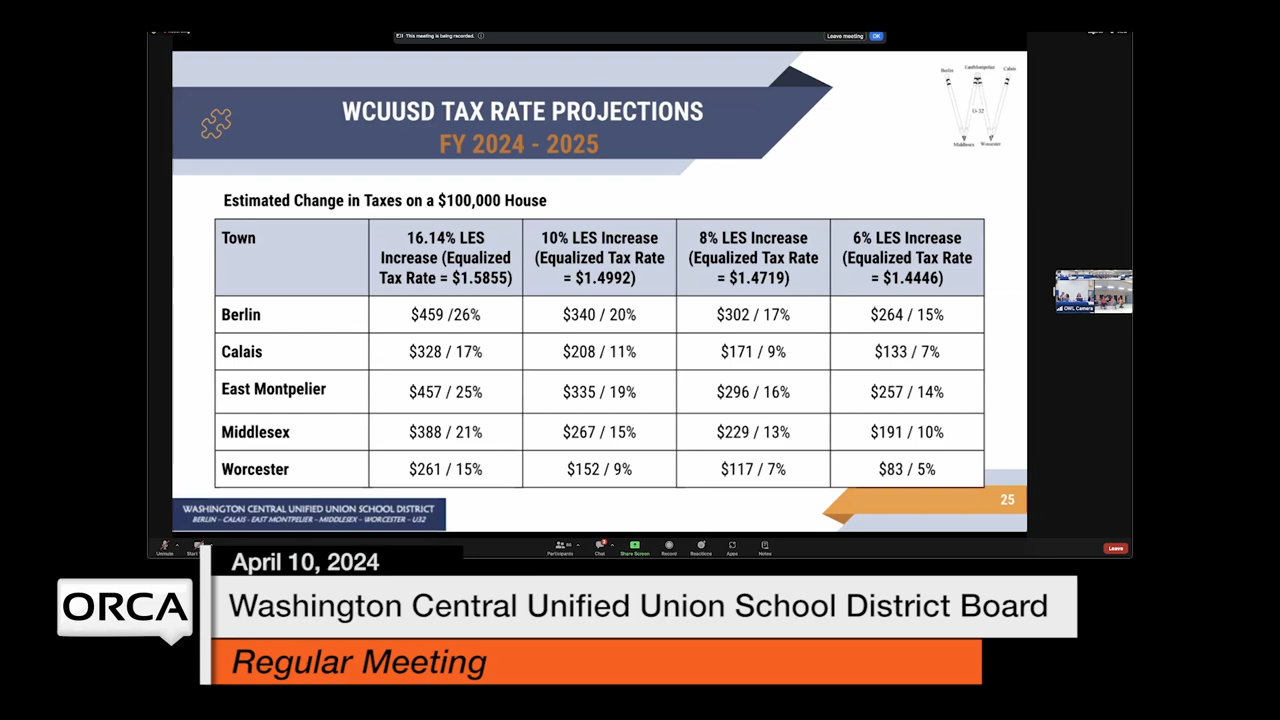 This meeting is being recorded.
Leave meeting OK
WCUUSD TAX RATE PROJECTIONS
FY 2024 - 2025
Berlin EastMontpelier Calais
U-32
Middlesex Worcester
Estimated Change in Taxes on a $100,000 House
Town
16.14% LES
Increase (Equalized
Tax Rate = $1.5855)
10% LES Increase
(Equalized Tax Rate
= $1.4992)
8% LES Increase
(Equalized Tax Rate
= $1.4719)
6% LES Increase
(Equalized Tax Rate
= $1.4446)
Berlin $459 /26% $340 / 20% $302 / 17% $264 / 15%
Calais $328 / 17% $208 / 11% $171 / 9% $133 / 7%
East Montpelier $457 / 25% $335 / 19% $296 / 16% $257 / 14%
Middlesex $388 / 21% $267 / 15% $229 / 13% $191 / 10%
Worcester $261 / 15% $152 / 9% $117 / 7% $83 / 5%
OWL Camera
25
WASHINGTON CENTRAL UNIFIED UNION SCHOOL DISTRICT
BERLIN - CALAIS - EAST MONTPELIER - MIDDLESEX - WORCESTER - U32
Unmute Participants Chat Share Screen Record Reactions Apps Notes Leave
April 10, 2024
ORCA
Washington Central Unified Union School District Board
Regular Meeting